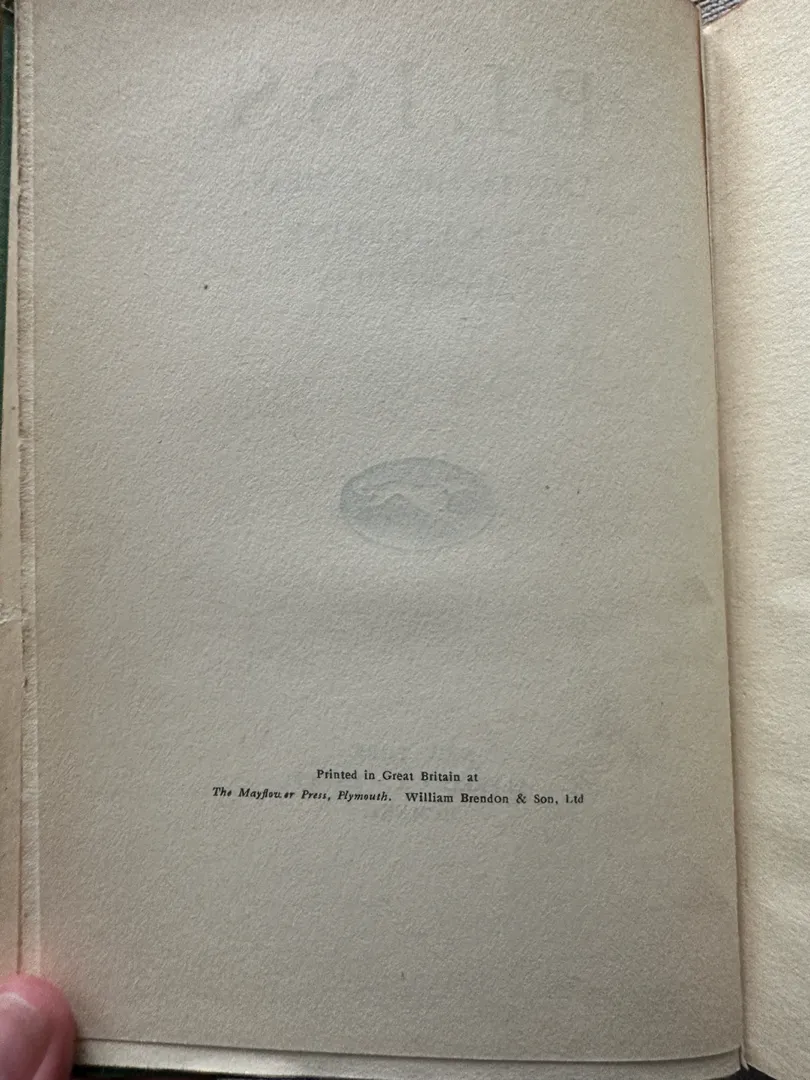 Printed in Great Britain at
The Mayflower Press, Plymouth. William Brendon & Son, Ltd